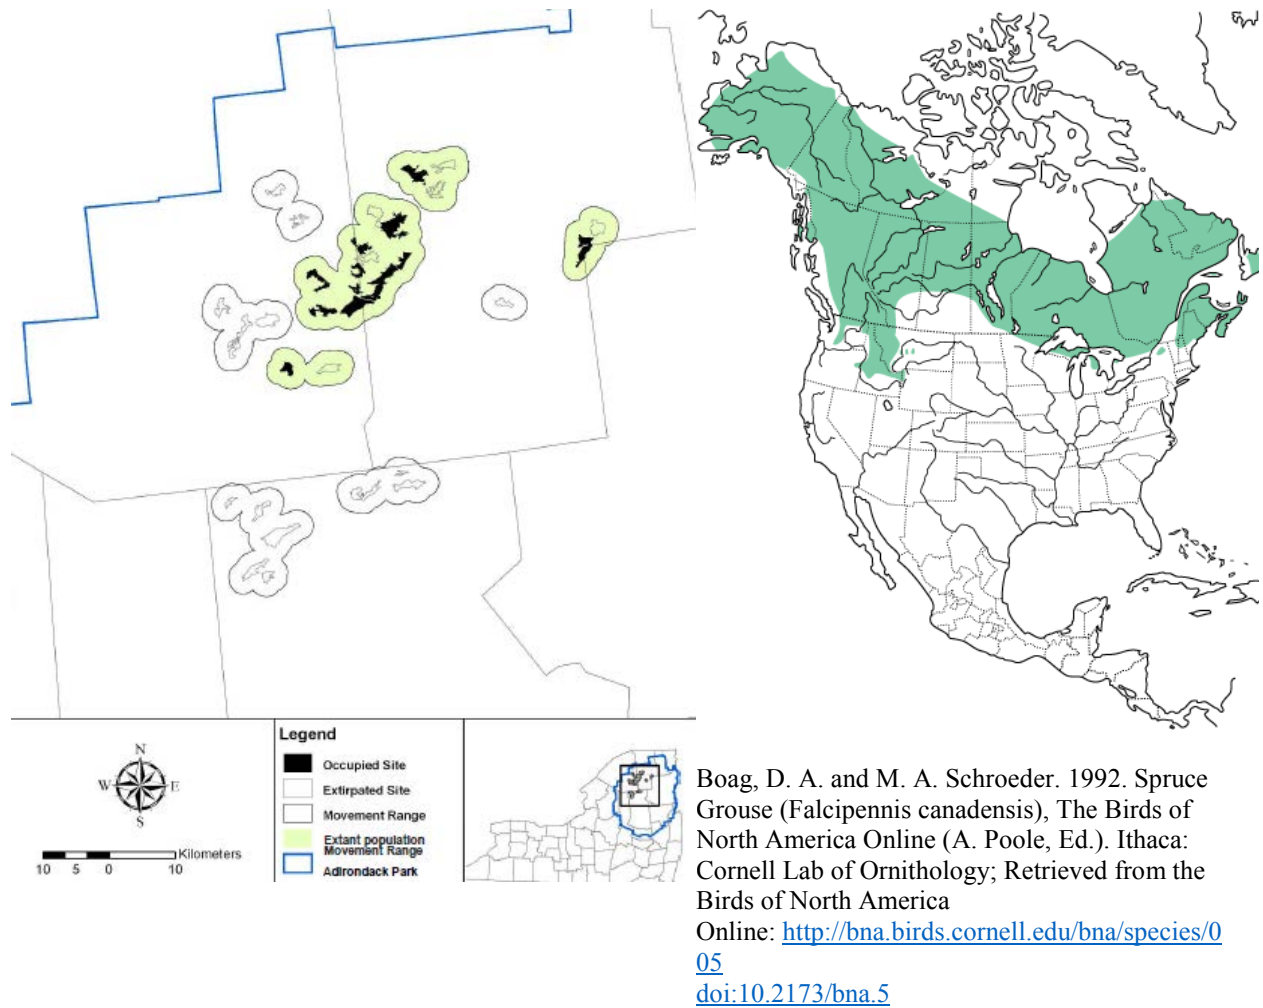 N
W
E
S
10 5 0 10 Kilometers
Legend
Occupied Site
Extirpated Site
Movement Range
Extant population
Movement Range
Adirondack Park
Boag, D. A. and M. A. Schroeder. 1992. Spruce
Grouse (Falcipennis canadensis), The Birds of
North America Online (A. Poole, Ed.). Ithaca:
Cornell Lab of Ornithology; Retrieved from the
Birds of North America
Online: http://bna.birds.cornell.edu/bna/species/0
05
doi:10.2173/bna.5